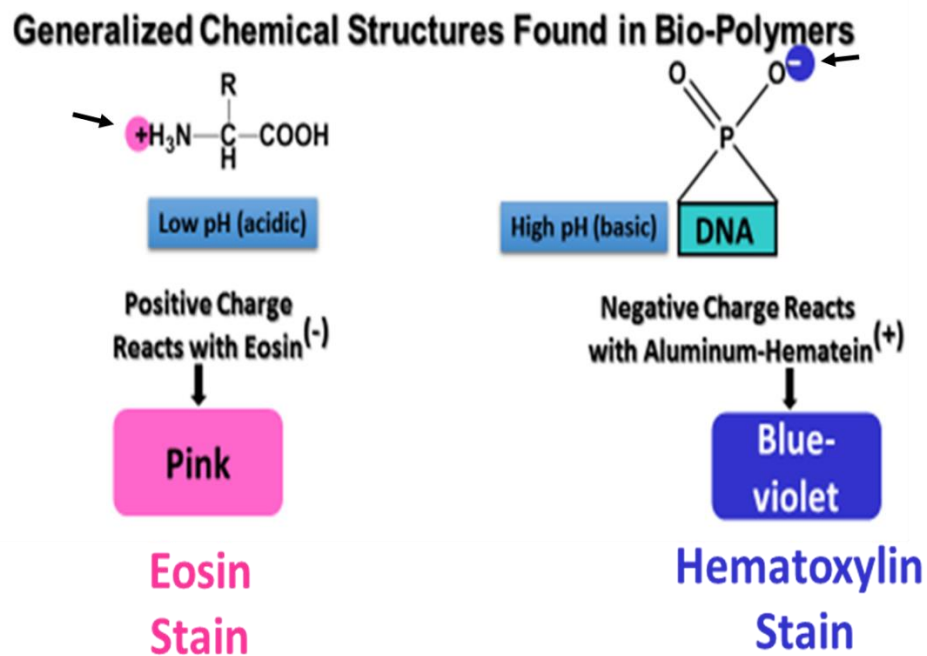 Generalized Chemical Structures Found in Bio-Polymers
R
+H₃N–C–COOH
H
O
O−
P
Low pH (acidic)
High pH (basic)
DNA
Positive Charge
Reacts with Eosin(-)
Negative Charge Reacts
with Aluminum-Hematein(+)
Pink
Blue-
violet
Eosin
Stain
Hematoxylin
Stain